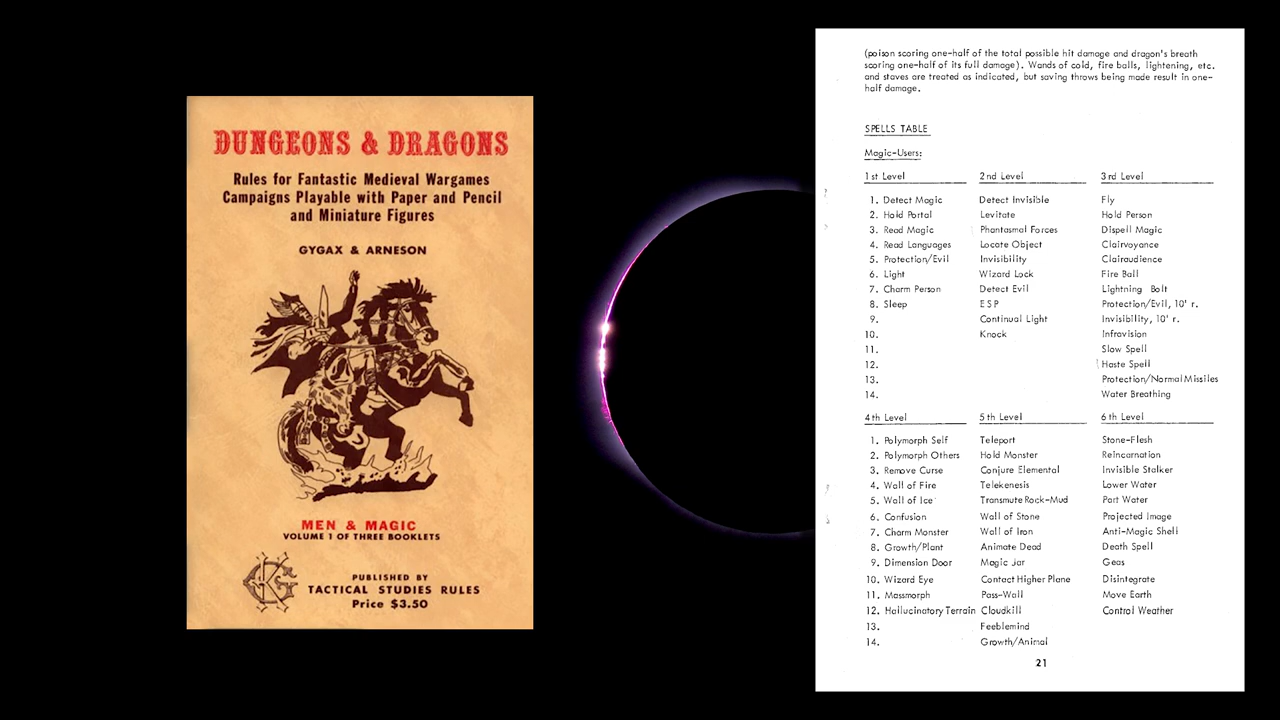 DUNGEONS & DRAGONS
Rules for Fantastic Medieval Wargames
Campaigns Playable with Paper and Pencil
and Miniature Figures
GYGAX & ARNESON
MEN & MAGIC
VOLUME 1 OF THREE BOOKLETS
GK
PUBLISHED BY
TACTICAL STUDIES RULES
Price $3.50
(poison scoring one-half of the total possible hit damage and dragon's breath
scoring one-half of its full damage). Wands of cold, fire balls, lightening, etc.
and staves are treated as indicated, but saving throws being made result in one-
half damage.
SPELLS TABLE
Magic-Users:
1st Level 2nd Level 3rd Level
1. Detect Magic Detect Invisible Fly
2. Hold Portal Levitate Hold Person
3. Read Magic Phantasmal Forces Dispell Magic
4. Read Languages Locate Object Clairvoyance
5. Protection/Evil Invisibility Clairaudience
6. Light Wizard Lock Fire Ball
7. Charm Person Detect Evil Lightning Bolt
8. Sleep ESP Protection/Evil, 10' r.
9. Continual Light Invisibility, 10' r.
10. Knock Infravision
11. Slow Spell
12. Haste Spell
13. Protection/Normal Missiles
14. Water Breathing
4th Level 5th Level 6th Level
1. Polymorph Self Teleport Stone-Flesh
2. Polymorph Others Hold Monster Reincarnation
3. Remove Curse Conjure Elemental Invisible Stalker
4. Wall of Fire Telekenesis Lower Water
5. Wall of Ice Transmute Rock-Mud Part Water
6. Confusion Wall of Stone Projected Image
7. Charm Monster Wall of Iron Anti-Magic Shell
8. Growth/Plant Animate Dead Death Spell
9. Dimension Door Magic Jar Geas
10. Wizard Eye Contact Higher Plane Disintegrate
11. Massmorph Pass-Wall Move Earth
12. Hallucinatory Terrain Cloudkill Control Weather
13. Feeblemind
14. Growth/Animal
21